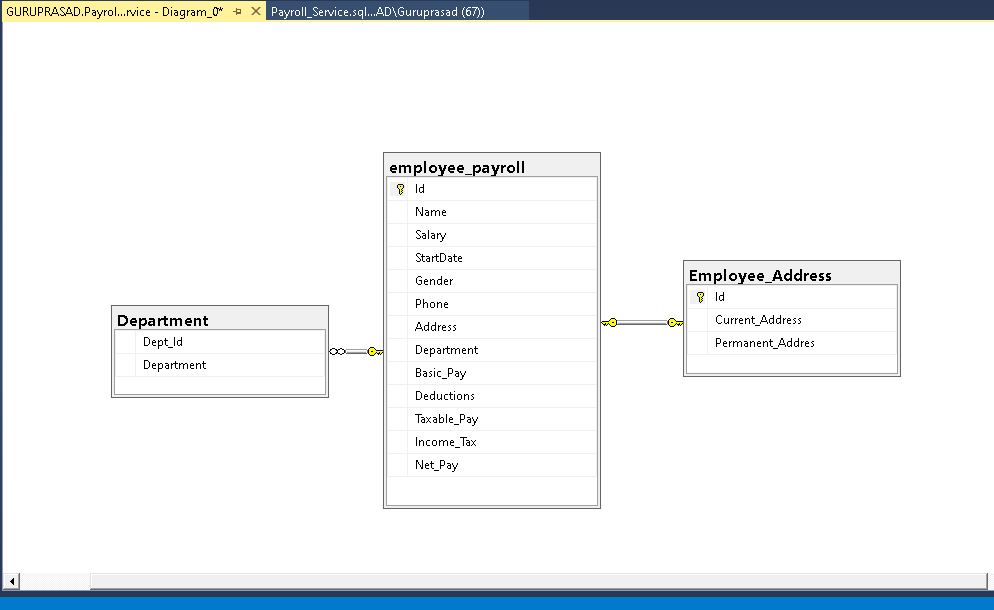 GURUPRASAD.Payrol...rvice - Diagram_0*
Payroll_Service.sql...AD\Guruprasad (67))
employee_payroll
Id
Name
Salary
StartDate
Gender
Phone
Address
Department
Basic_Pay
Deductions
Taxable_Pay
Income_Tax
Net_Pay
Employee_Address
Id
Current_Address
Permanent_Addres
Department
Dept_Id
Department